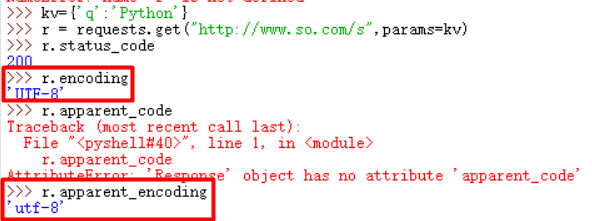 >>> kv={'q':'Python'}
>>> r = requests.get("http://www.so.com/s",params=kv)
>>> r.status_code
200
>>> r.encoding
'UTF-8'
>>> r.apparent_code
Traceback (most recent call last):
  File "<pyshell#40>", line 1, in <module>
    r.apparent_code
AttributeError: 'Response' object has no attribute 'apparent_code'
>>> r.apparent_encoding
'utf-8'